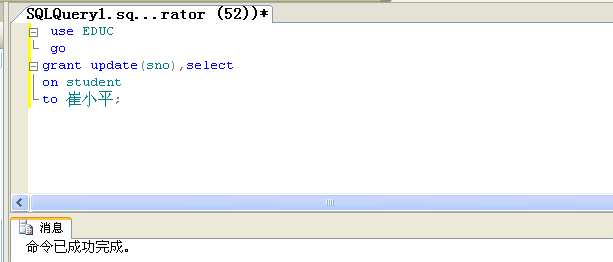 SQLQuery1.sq...rator (52))*
use EDUC
go
grant update(sno),select
on student
to 崔小平;
消息
命令已成功完成。